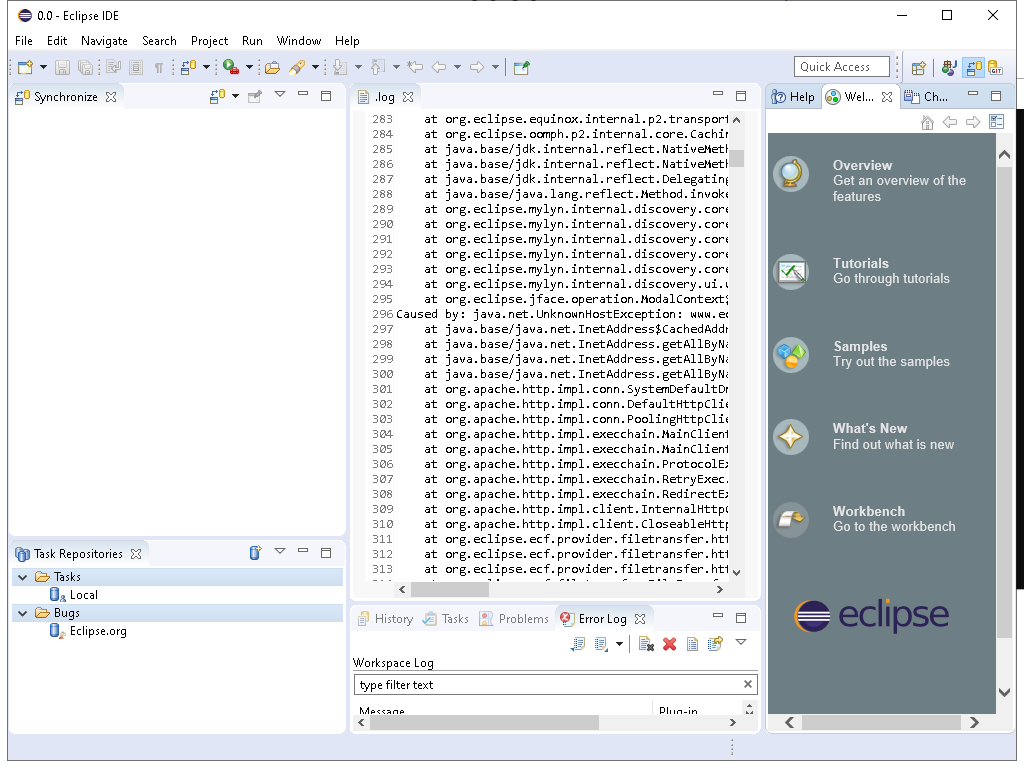 0.0 - Eclipse IDE
File Edit Navigate Search Project Run Window Help
Quick Access
Synchronize
.log
Help Wel... Ch...
283 at org.eclipse.equinox.internal.p2.transport
284 at org.eclipse.oomph.p2.internal.core.Cachin
285 at java.base/jdk.internal.reflect.NativeMeth
286 at java.base/jdk.internal.reflect.NativeMeth
287 at java.base/jdk.internal.reflect.Delegating
288 at java.base/java.lang.reflect.Method.invoke
289 at org.eclipse.mylyn.internal.discovery.core
290 at org.eclipse.mylyn.internal.discovery.core
291 at org.eclipse.mylyn.internal.discovery.core
292 at org.eclipse.mylyn.internal.discovery.core
293 at org.eclipse.mylyn.internal.discovery.core
294 at org.eclipse.mylyn.internal.discovery.ui.u
295 at org.eclipse.jface.operation.ModalContext$
296 Caused by: java.net.UnknownHostException: www.ec
297 at java.base/java.net.InetAddress$CachedAddr
298 at java.base/java.net.InetAddress.getAllByNa
299 at java.base/java.net.InetAddress.getAllByNa
300 at java.base/java.net.InetAddress.getAllByNa
301 at org.apache.http.impl.conn.SystemDefaultDn
302 at org.apache.http.impl.conn.DefaultHttpClie
303 at org.apache.http.impl.conn.PoolingHttpClie
304 at org.apache.http.impl.execchain.MainClient
305 at org.apache.http.impl.execchain.MainClient
306 at org.apache.http.impl.execchain.ProtocolEx
307 at org.apache.http.impl.execchain.RetryExec.
308 at org.apache.http.impl.execchain.RedirectEx
309 at org.apache.http.impl.client.InternalHttpC
310 at org.apache.http.impl.client.CloseableHttp
311 at org.eclipse.ecf.provider.filetransfer.htt
312 at org.eclipse.ecf.provider.filetransfer.htt
313 at org.eclipse.ecf.provider.filetransfer.htt
Overview
Get an overview of the
features
Tutorials
Go through tutorials
Samples
Try out the samples
What's New
Find out what is new
Workbench
Go to the workbench
eclipse
Task Repositories
Tasks
Local
Bugs
Eclipse.org
History Tasks Problems Error Log
Workspace Log
type filter text
Message Plug-in